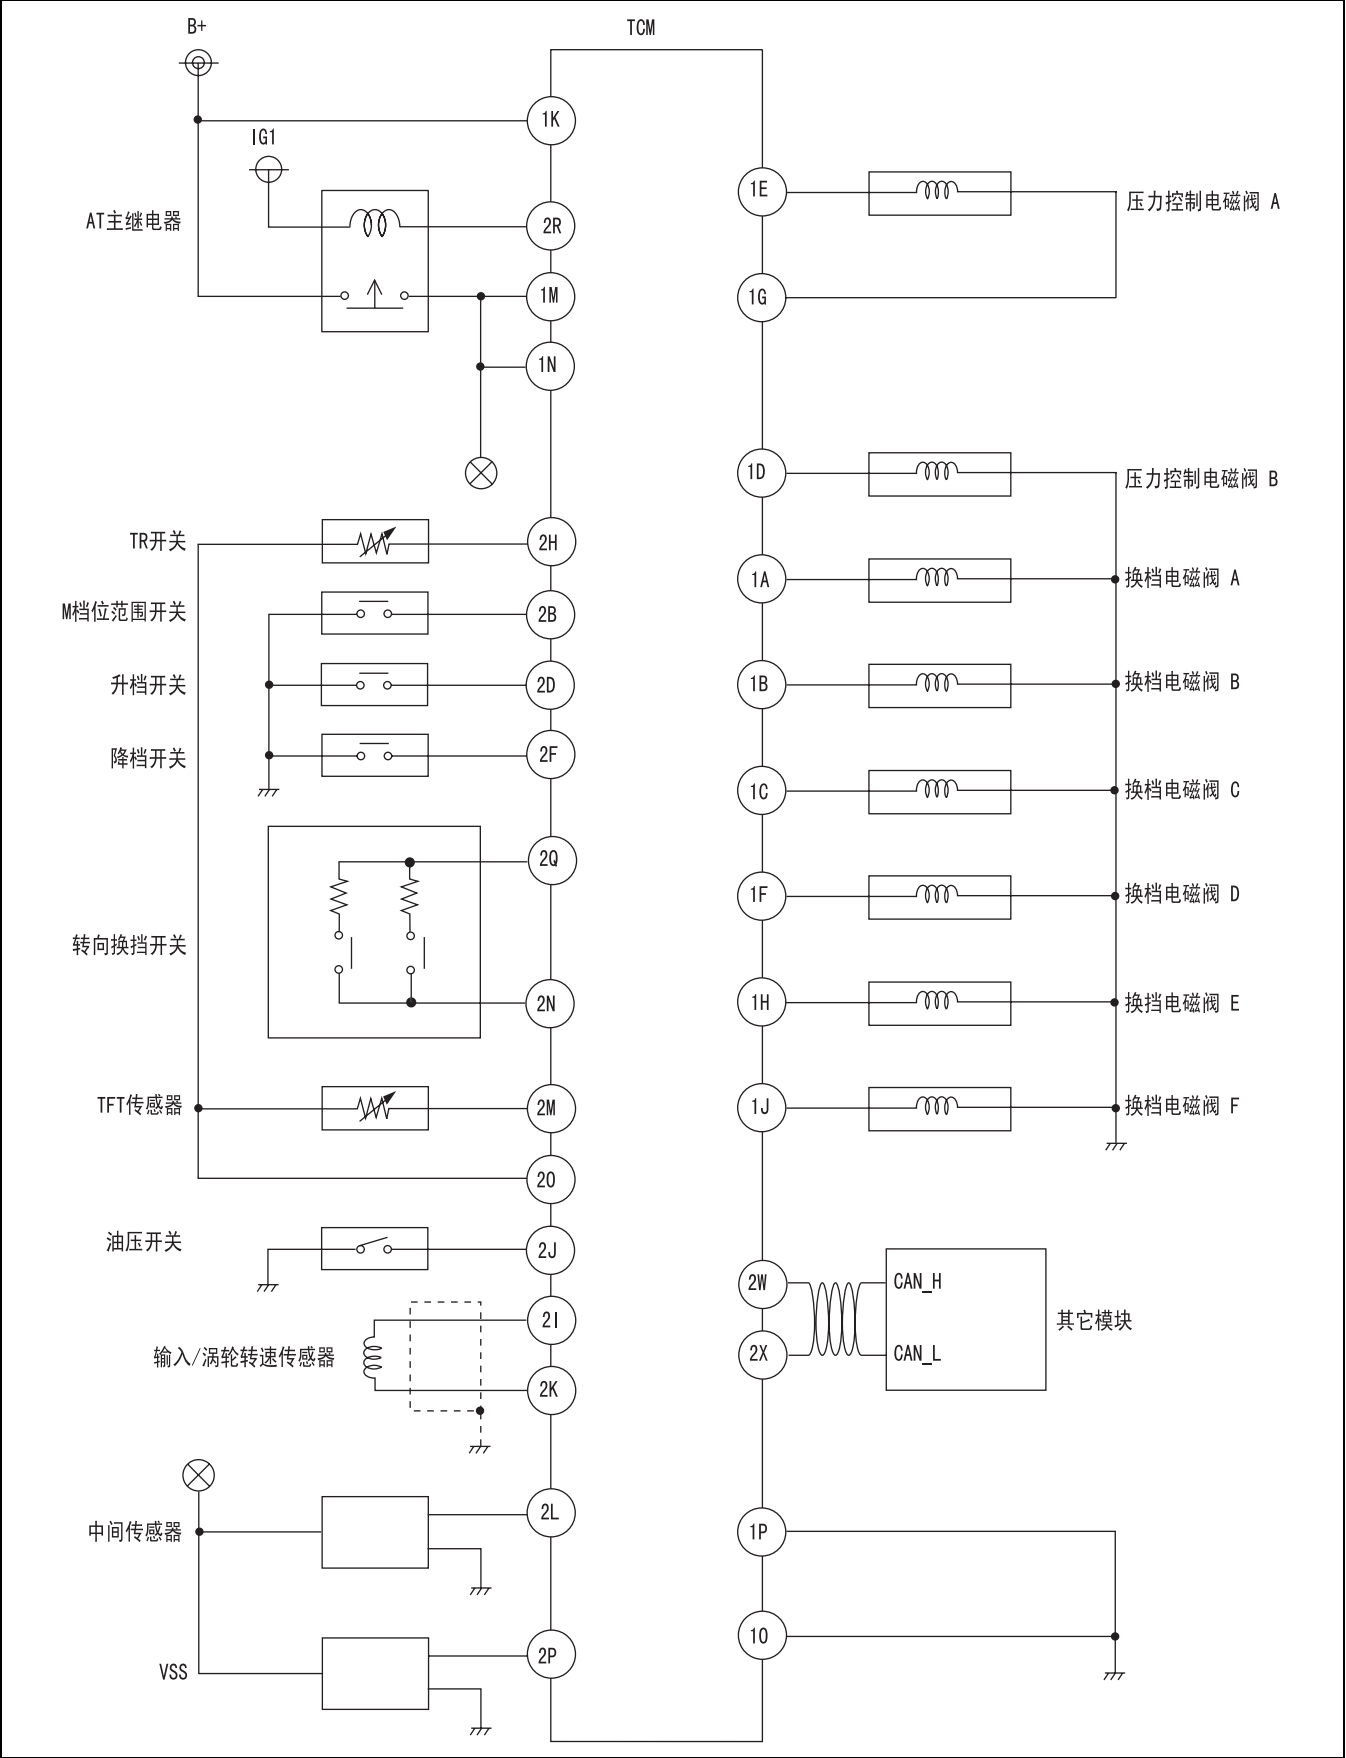 B+
TCM
1K
IG1
1E
压力控制电磁阀 A
AT主继电器
2R
1M
1G
1N
1D
压力控制电磁阀 B
TR开关
2H
1A
换档电磁阀 A
M档位范围开关
2B
升档开关
2D
1B
换档电磁阀 B
降档开关
2F
1C
换档电磁阀 C
2Q
1F
换档电磁阀 D
转向换挡开关
2N
1H
换挡电磁阀 E
TFT传感器
2M
1J
换档电磁阀 F
2O
油压开关
2J
2W
CAN_H
其它模块
2I
输入/涡轮转速传感器
2X
CAN_L
2K
中间传感器
2L
1P
1O
VSS
2P